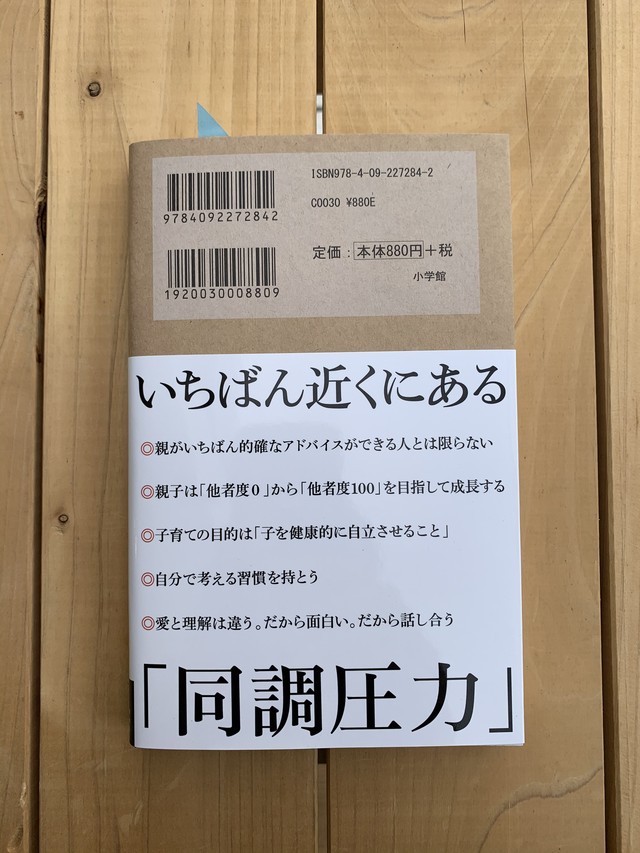 ISBN978-4-09-227284-2
9784092272842
C0030 ¥880E
定価:本体880円+税
1920030008809
小学館
いちばん近くにある
◎親がいちばん的確なアドバイスができる人とは限らない
◎親子は「他者度0」から「他者度100」を目指して成長する
◎子育ての目的は「子を健康的に自立させること」
◎自分で考える習慣を持とう
◎愛と理解は違う。だから面白い。だから話し合う
「同調圧力」